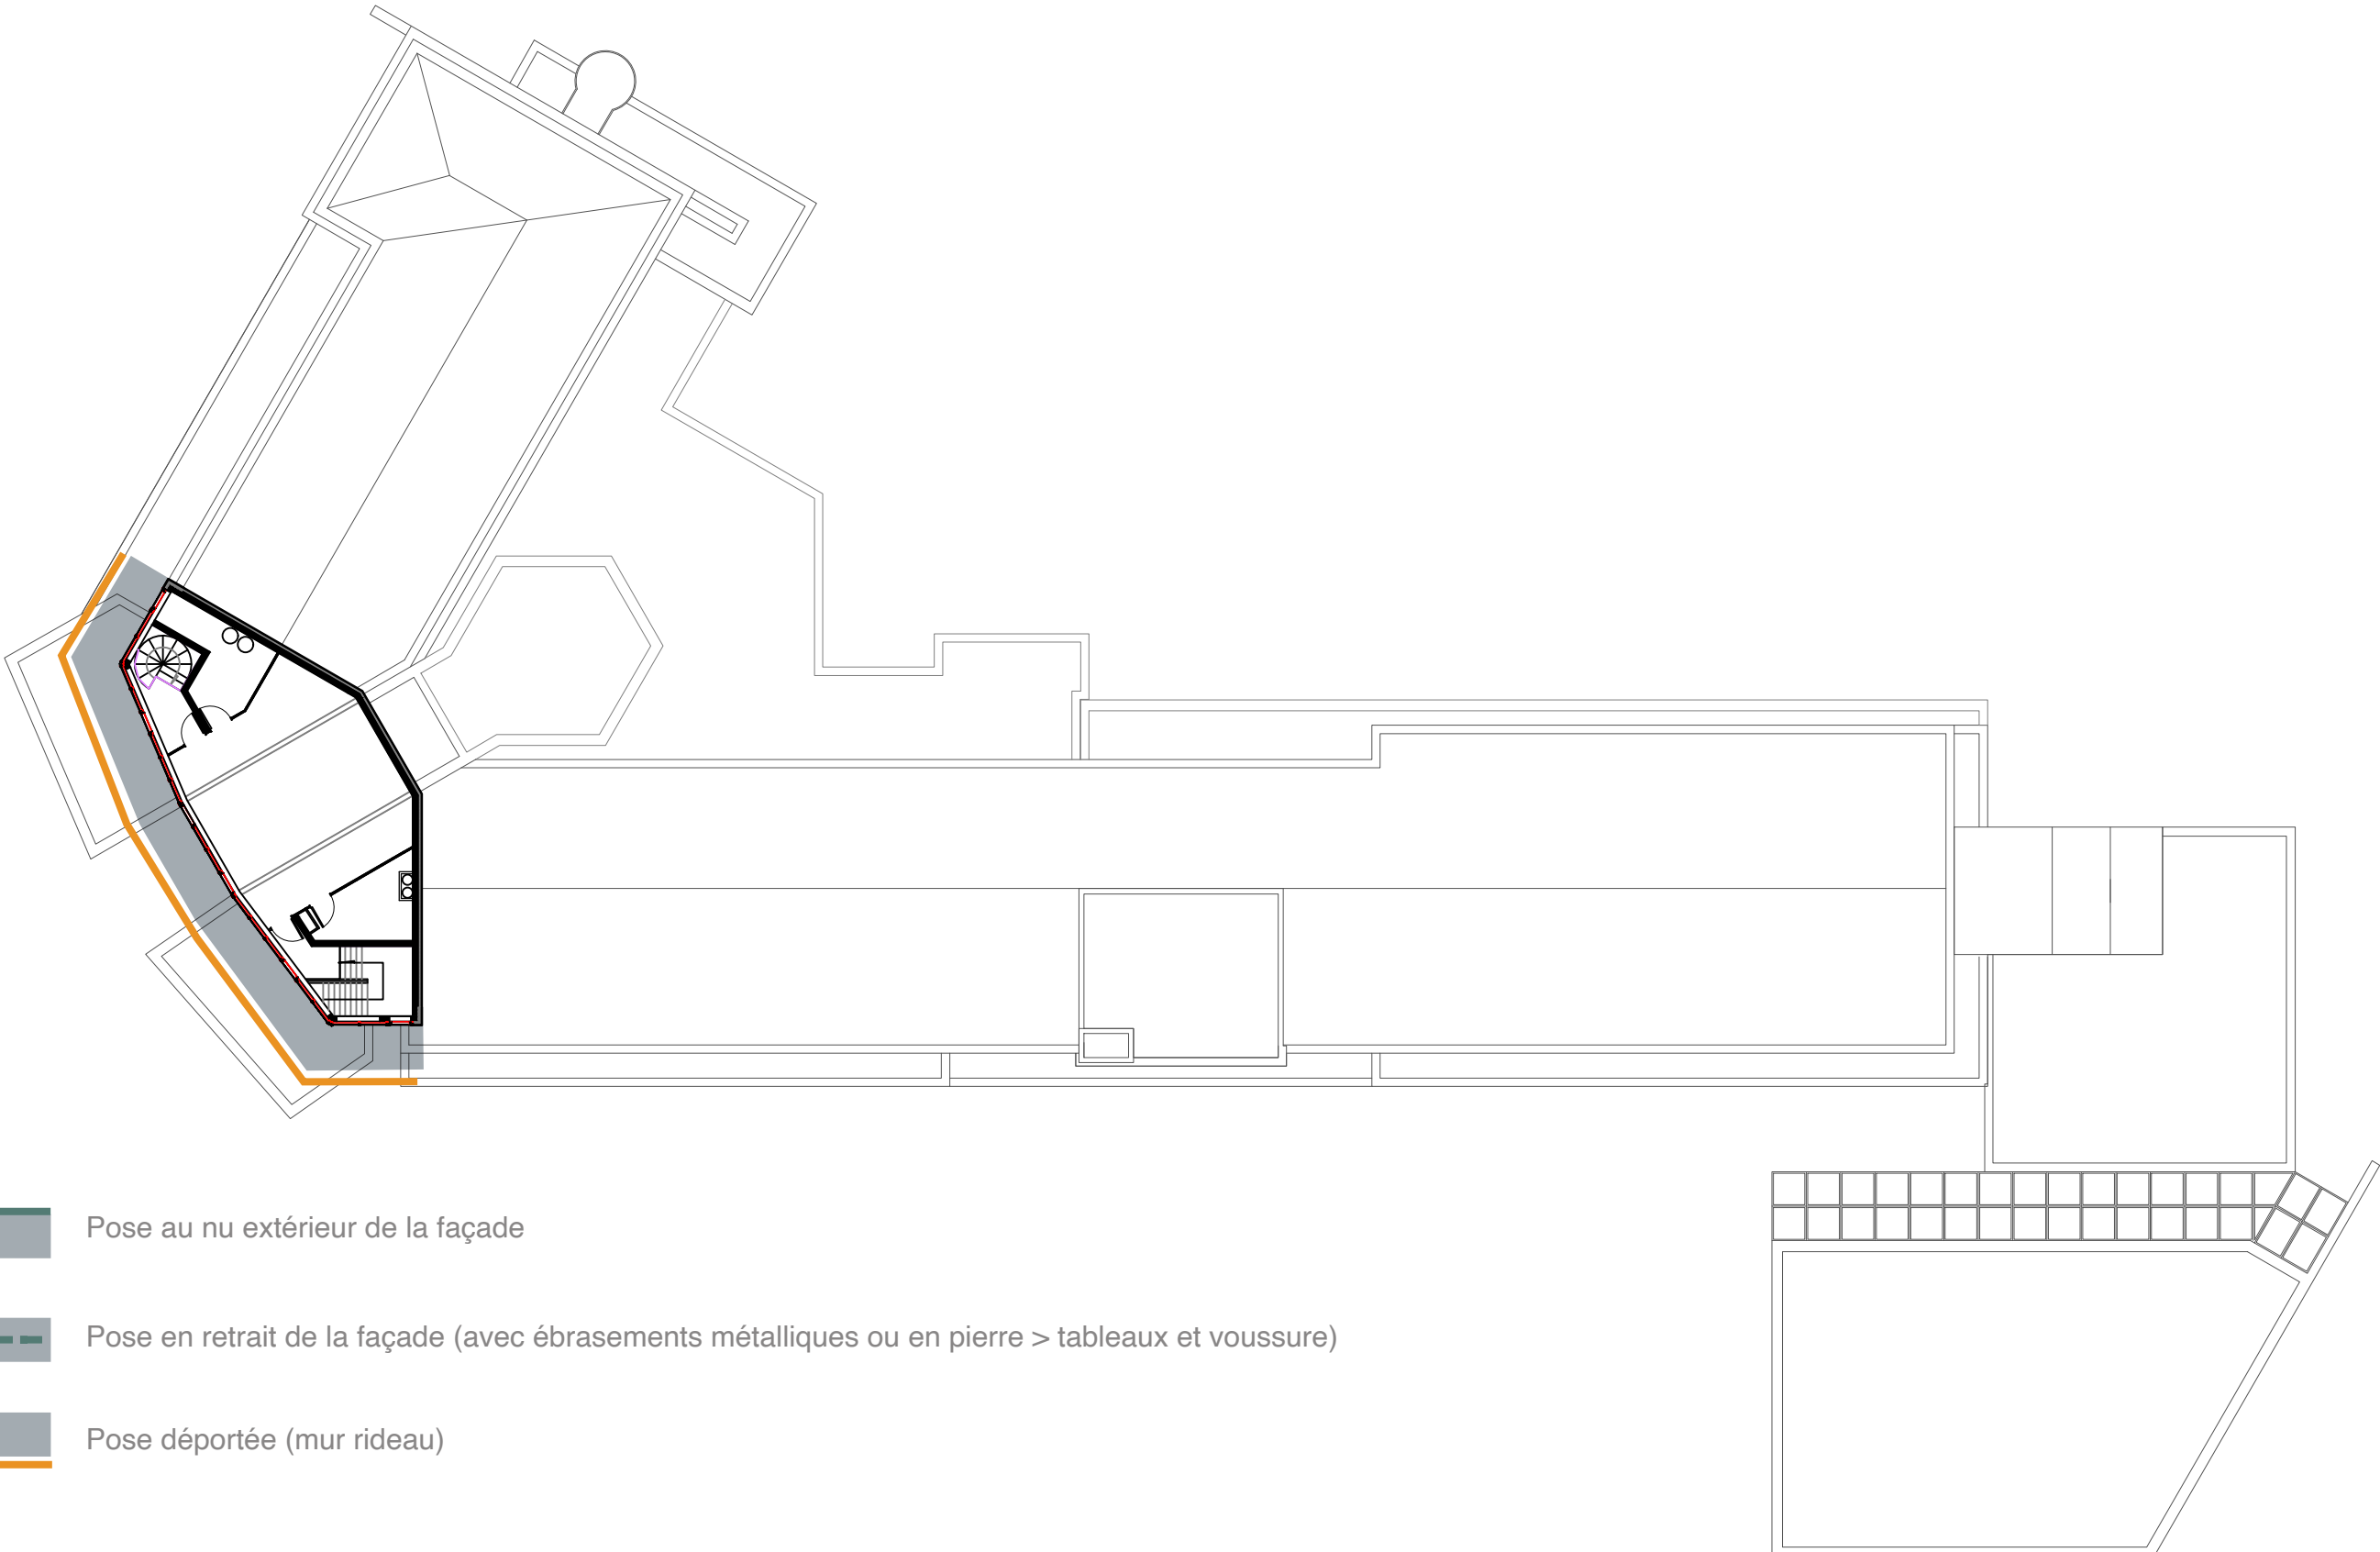 Pose au nu extérieur de la façade
Pose en retrait de la façade (avec ébrasements métalliques ou en pierre > tableaux et voussure)
Pose déportée (mur rideau)